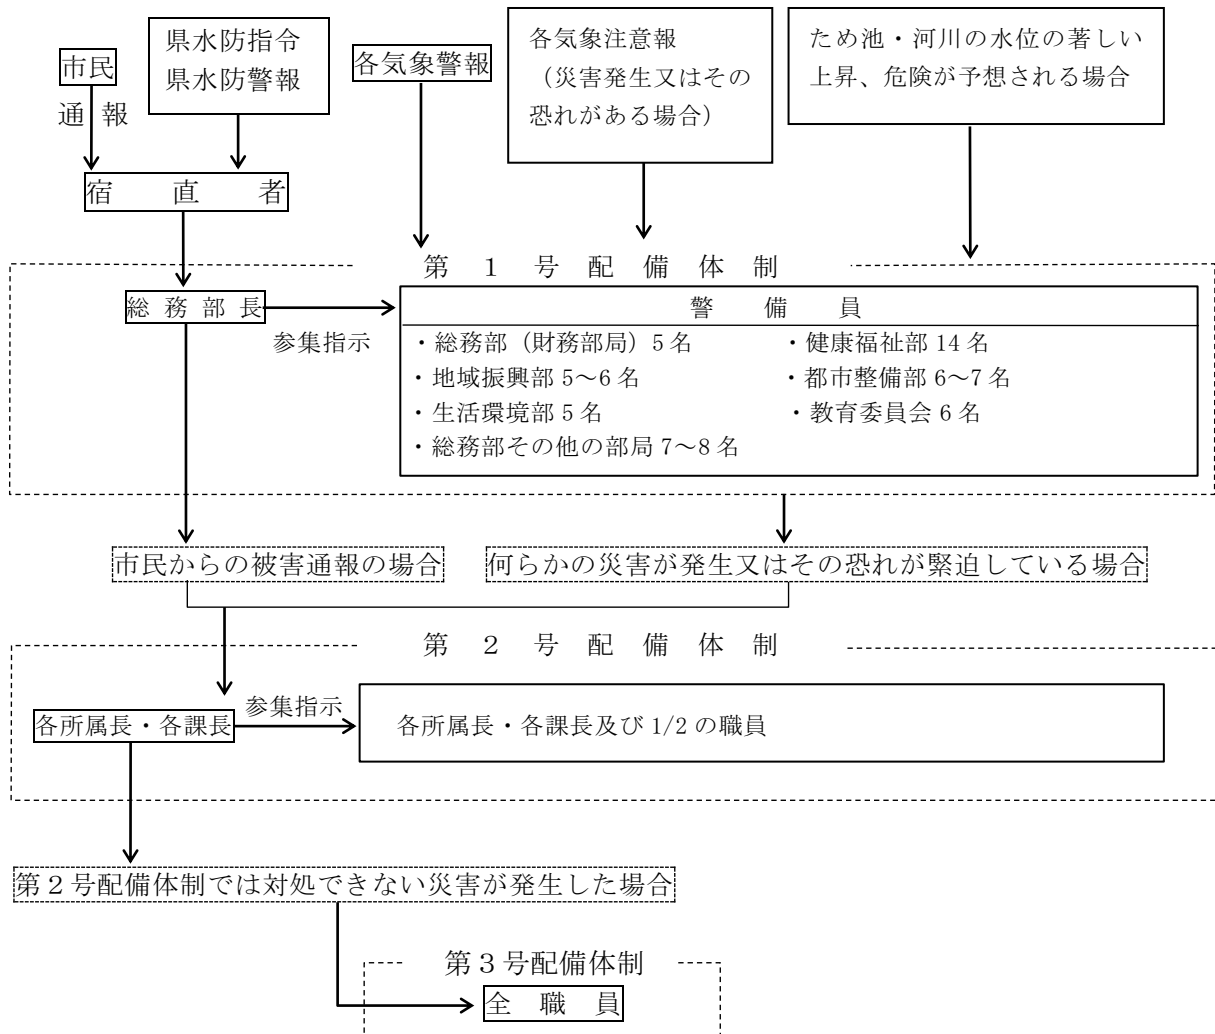 市民
通報
県水防指令
県水防警報
各気象警報
各気象注意報
（災害発生又はその
恐れがある場合）
ため池・河川の水位の著しい
上昇、危険が予想される場合
宿直者
第１号配備体制
総務部長
参集指示
警備員
・総務部（財務部局）5名
・健康福祉部 14名
・地域振興部 5～6名
・都市整備部 6～7名
・生活環境部 5名
・教育委員会 6名
・総務部その他の部局 7～8名
市民からの被害通報の場合
何らかの災害が発生又はその恐れが緊迫している場合
第２号配備体制
各所属長・各課長
参集指示
各所属長・各課長及び 1/2 の職員
第２号配備体制では対処できない災害が発生した場合
第３号配備体制
全職員